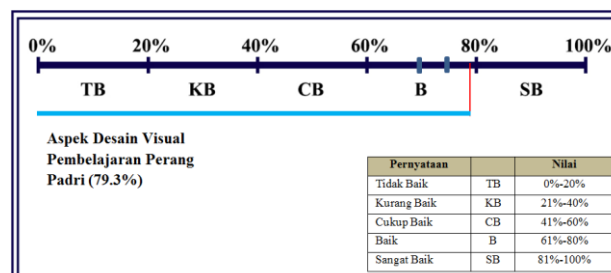 0% 20% 40% 60% 80% 100%
TB KB CB B SB
Aspek Desain Visual
Pembelajaran Perang
Padri (79.3%)
Pernyataan Nilai
Tidak Baik TB 0%-20%
Kurang Baik KB 21%-40%
Cukup Baik CB 41%-60%
Baik B 61%-80%
Sangat Baik SB 81%-100%